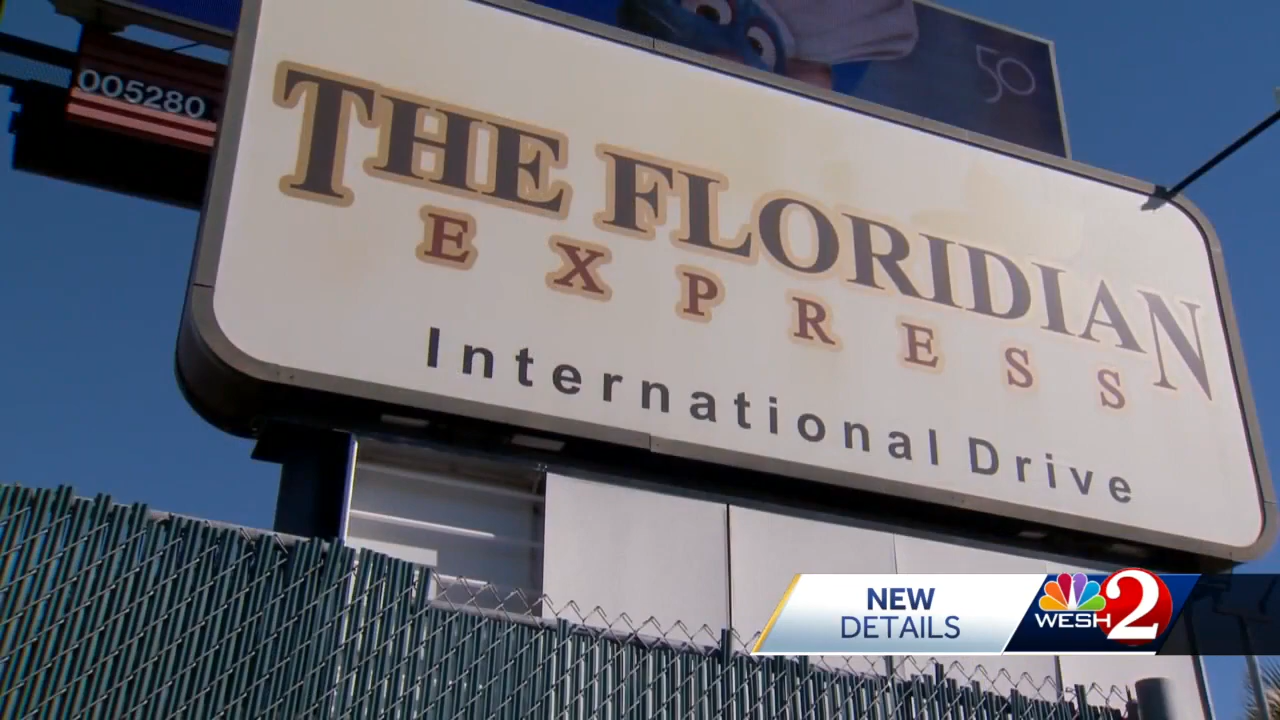 50
005280
THE FLORIDIAN
EXPRESS
International Drive
NEW
DETAILS
WESH 2